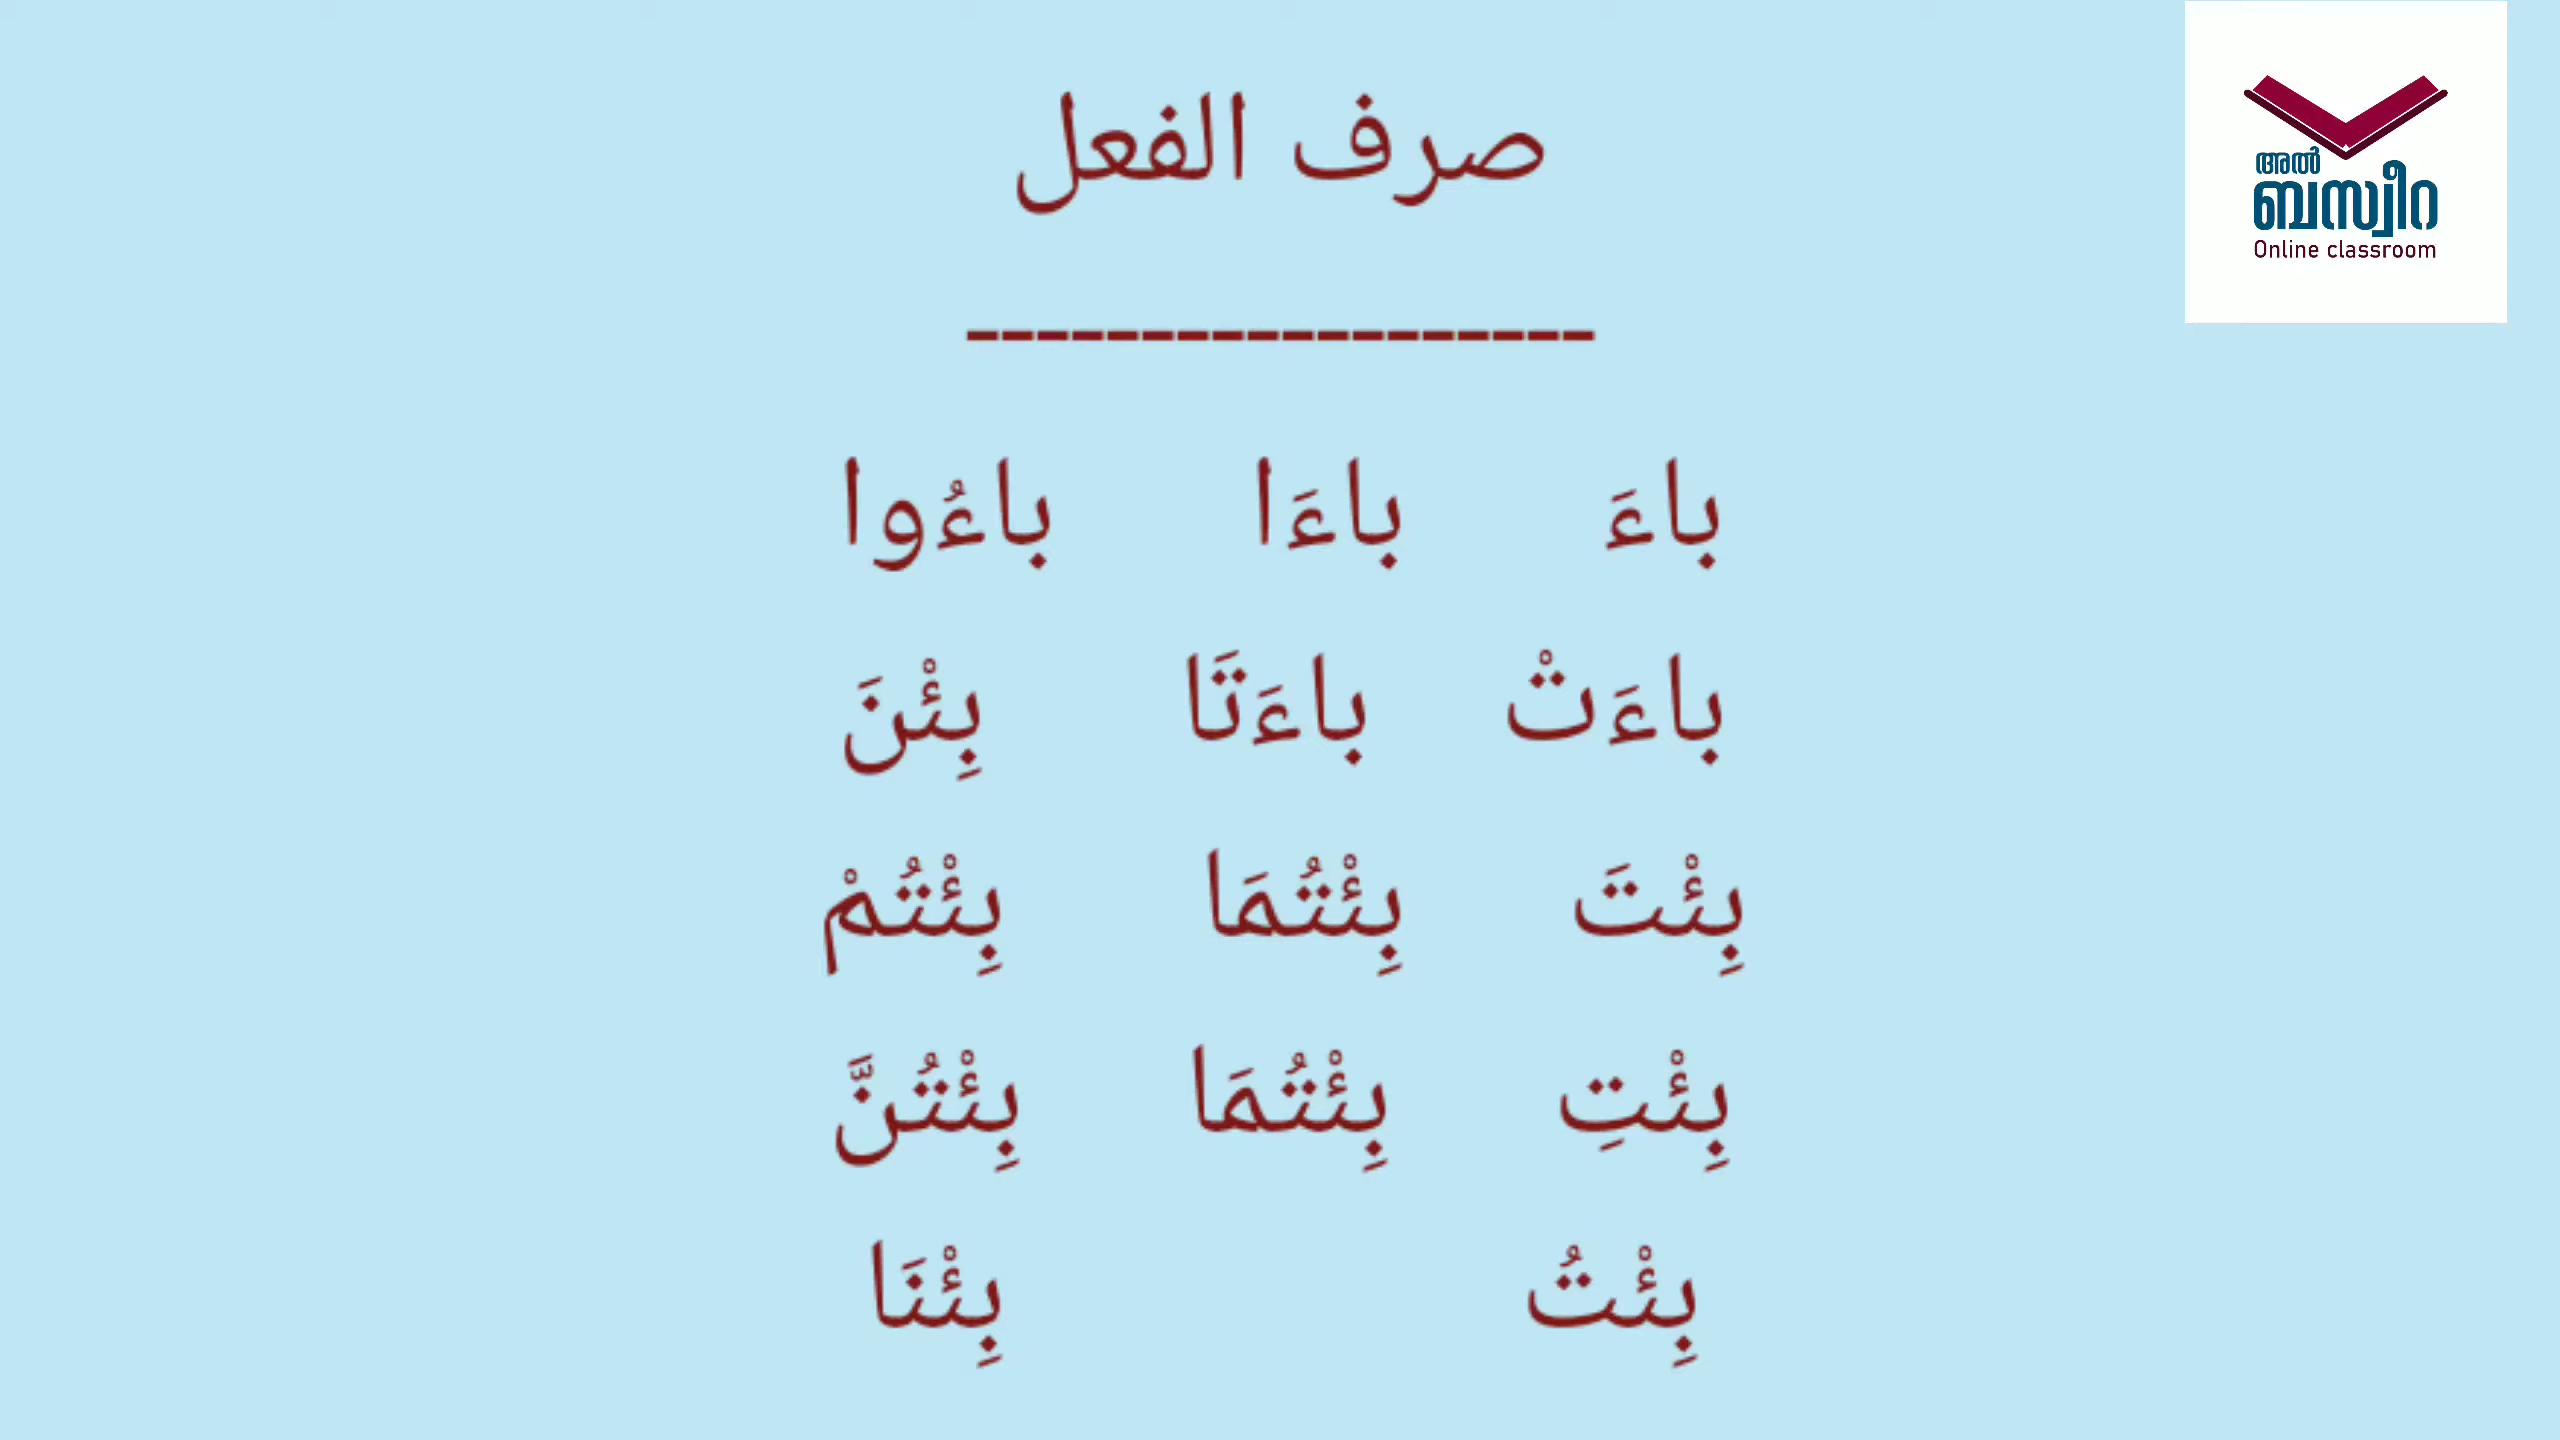 صرف الفعل
------------------
باءَ باءَا باءُوا
باءَتْ باءَتَا بِئْنَ
بِئْتَ بِئْتُمَا بِئْتُمْ
بِئْتِ بِئْتُمَا بِئْتُنَّ
بِئْتُ بِئْنَا
അൽ
ബസ്വീറ
Online classroom